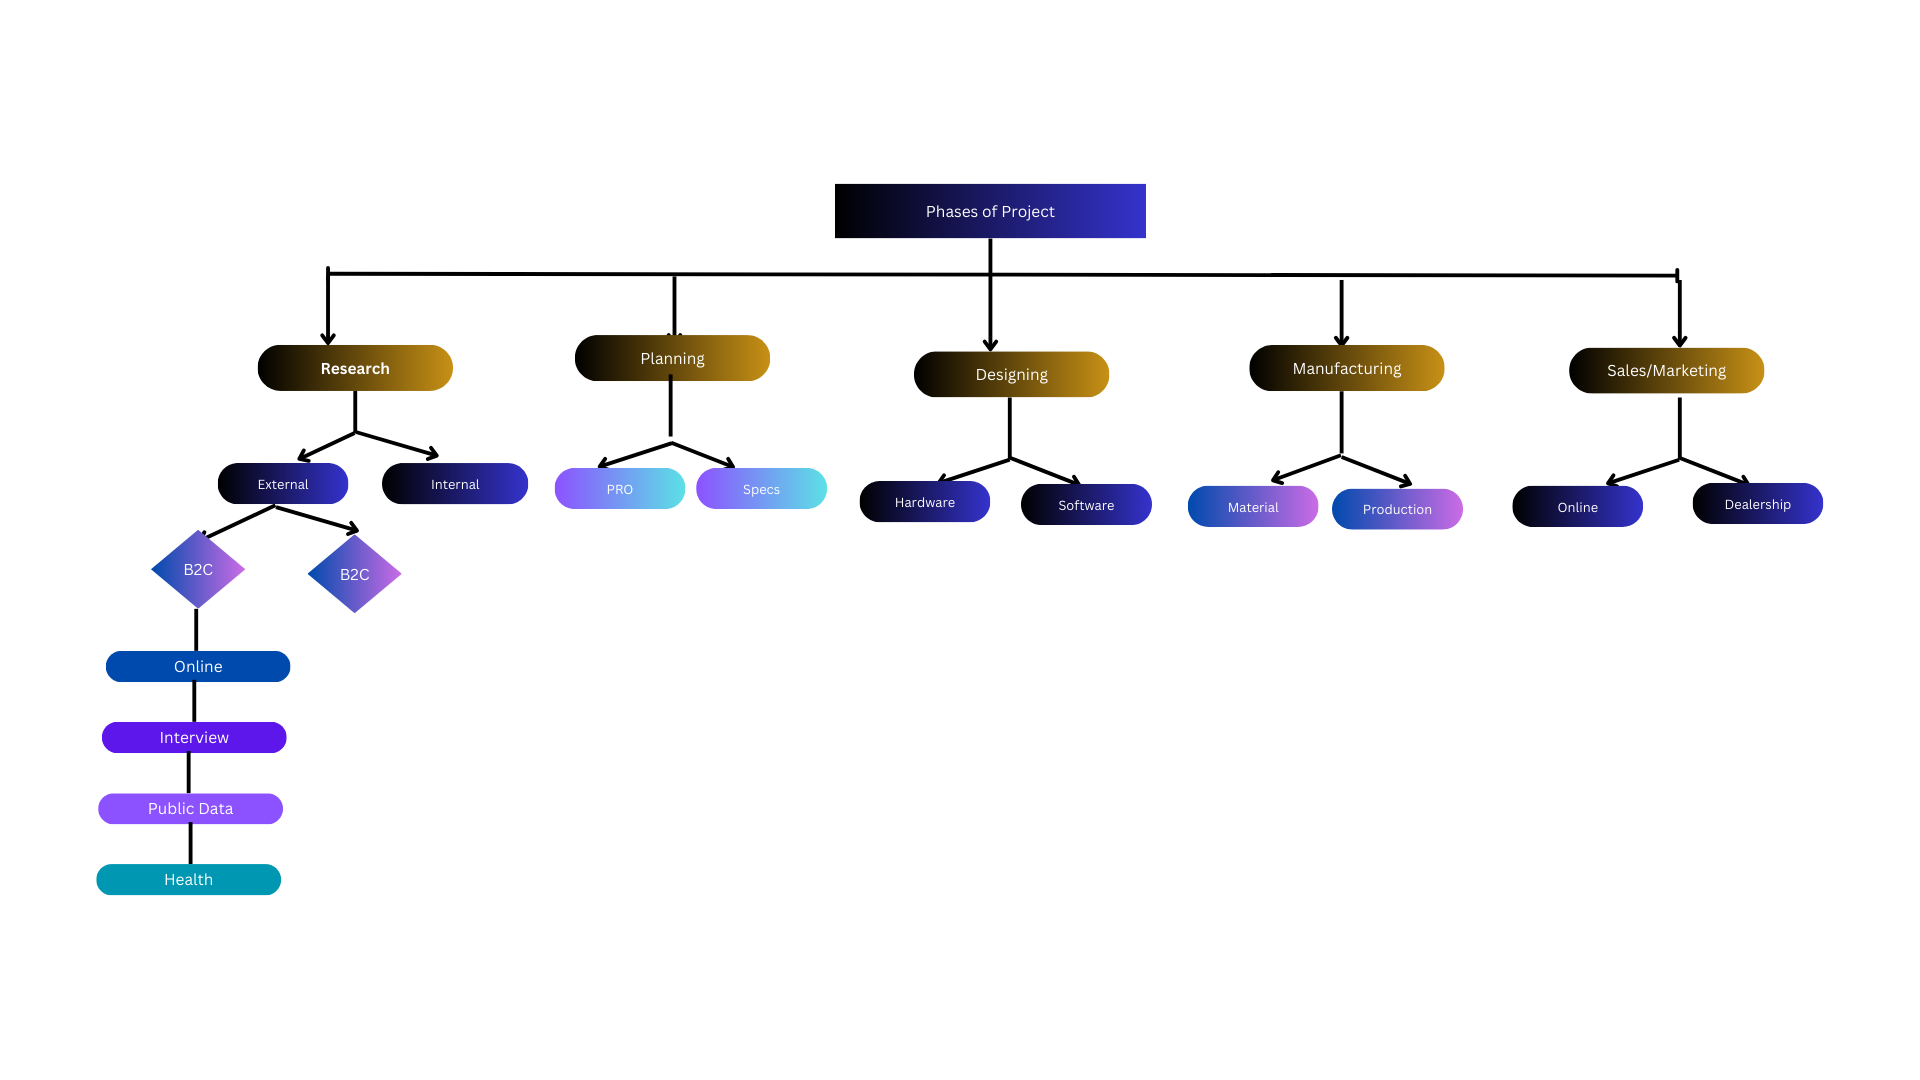 Phases of Project
Research
Planning
Designing
Manufacturing
Sales/Marketing
External
Internal
PRO
Specs
Hardware
Software
Material
Production
Online
Dealership
B2C
B2C
Online
Interview
Public Data
Health